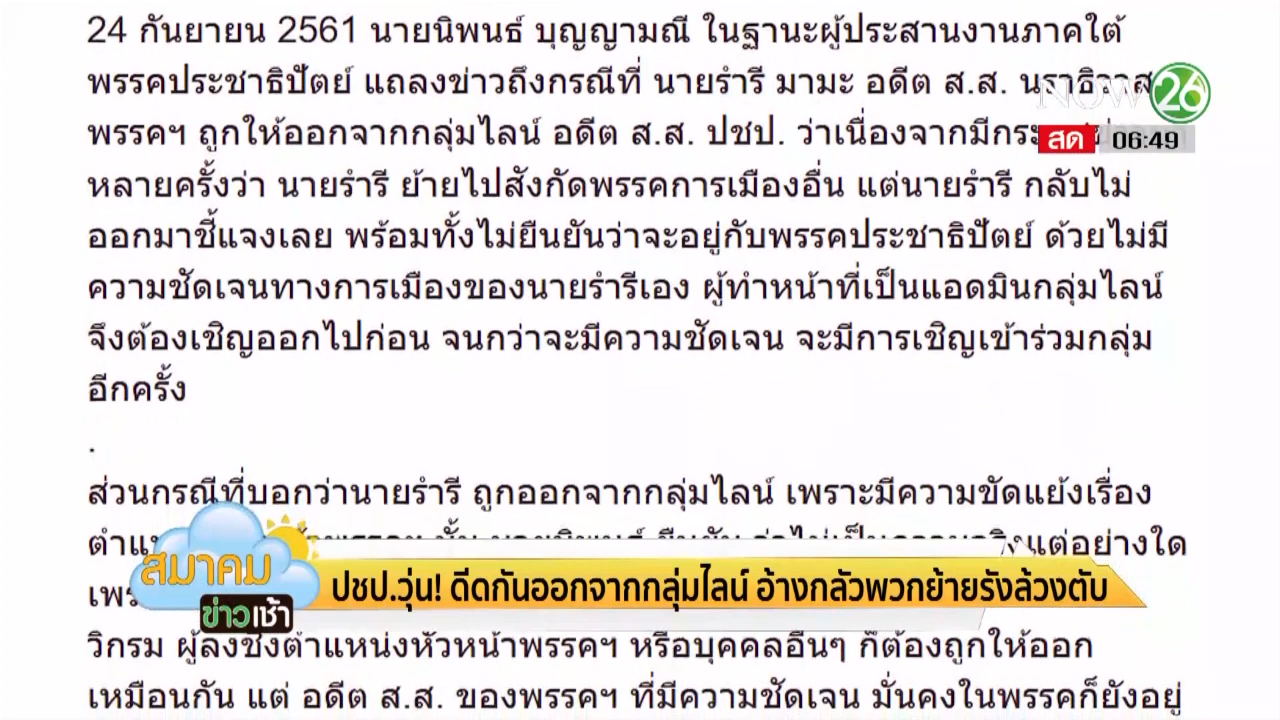 24 กันยายน 2561 นายนิพนธ์ บุญญามณี ในฐานะผู้ประสานงานภาคใต้
พรรคประชาธิปัตย์ แถลงข่าวถึงกรณีที่ นายรำรี มามะ อดีต ส.ส. นราธิวาส
NOW 26
พรรคฯ ถูกให้ออกจากกลุ่มไลน์ อดีต ส.ส. ปชป. ว่าเนื่องจากมี
สด 06:49
หลายครั้งว่า นายรำรี ย้ายไปสังกัดพรรคการเมืองอื่น แต่นายรำรี กลับไม่
ออกมาชี้แจงเลย พร้อมทั้งไม่ยืนยันว่าจะอยู่กับพรรคประชาธิปัตย์ ด้วยไม่มี
ความชัดเจนทางการเมืองของนายรำรีเอง ผู้ทำหน้าที่เป็นแอดมินกลุ่มไลน์
จึงต้องเชิญออกไปก่อน จนกว่าจะมีความชัดเจน จะมีการเชิญเข้าร่วมกลุ่ม
อีกครั้ง
.
ส่วนกรณีที่บอกว่านายรำรี ถูกออกจากกลุ่มไลน์ เพราะมีความขัดแย้งเรื่อง
แต่อย่างใด
สมาคม
ข่าวเช้า
ปชป.วุ่น! ดีดกันออกจากกลุ่มไลน์ อ้างกลัวพวกย้ายรังล้วงตับ
วิกรม ผู้ลงชิงตำแหน่งหัวหน้าพรรคฯ หรือบุคคลอื่นๆ ก็ต้องถูกให้ออก
เหมือนกัน แต่ อดีต ส.ส. ของพรรคฯ ที่มีความชัดเจน มั่นคงในพรรคก็ยังอยู่